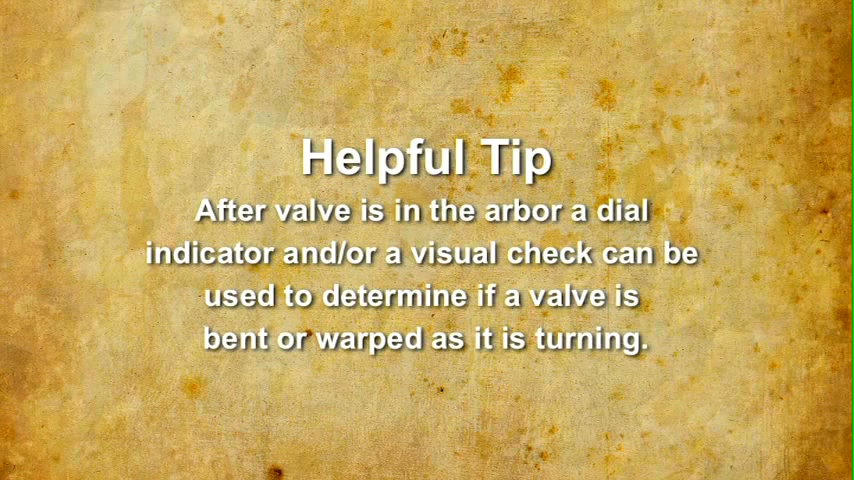 Helpful Tip
After valve is in the arbor a dial
indicator and/or a visual check can be
used to determine if a valve is
bent or warped as it is turning.